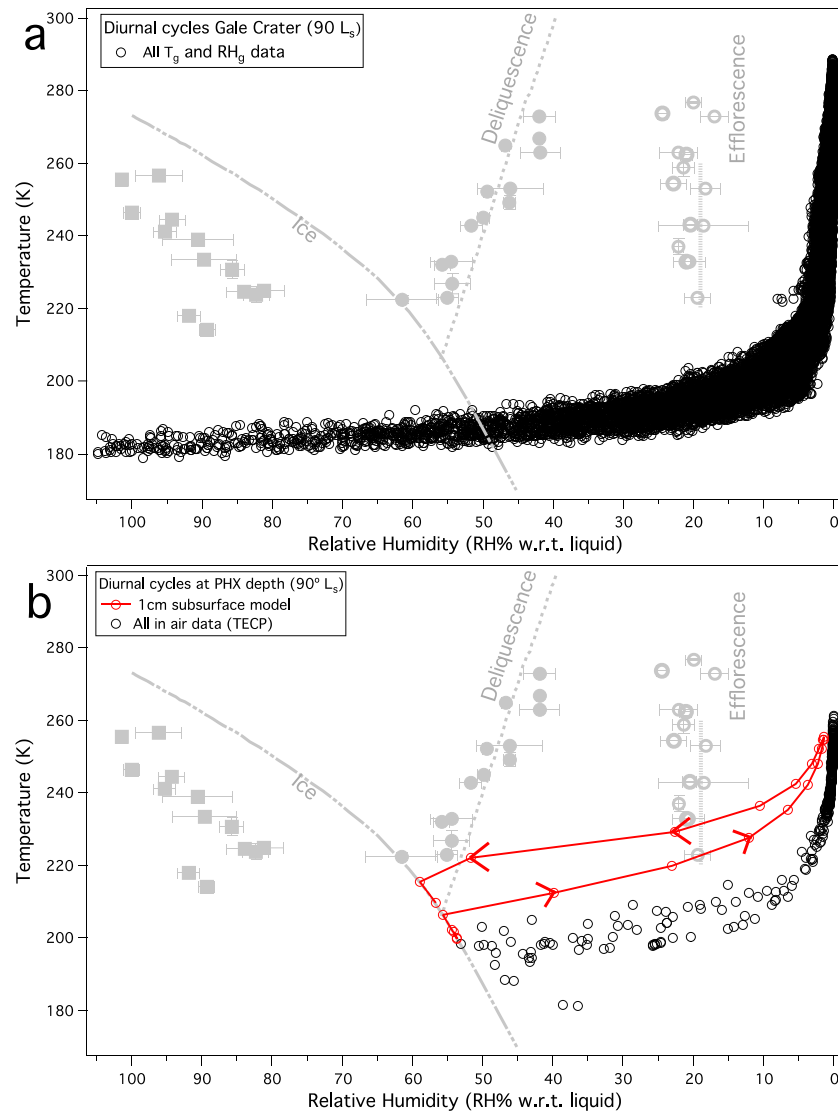 a
Diurnal cycles Gale Crater (90 Lₛ)
All T_g and RH_g data
Deliquescence
Efflorescence
Ice
Temperature (K)
300
280
260
240
220
200
180
100
90
80
70
60
50
40
30
20
10
0
Relative Humidity (RH% w.r.t. liquid)
b
Diurnal cycles at PHX depth (90º Lₛ)
1cm subsurface model
All in air data (TECP)
Deliquescence
Efflorescence
Ice
Temperature (K)
300
280
260
240
220
200
180
100
90
80
70
60
50
40
30
20
10
0
Relative Humidity (RH% w.r.t. liquid)